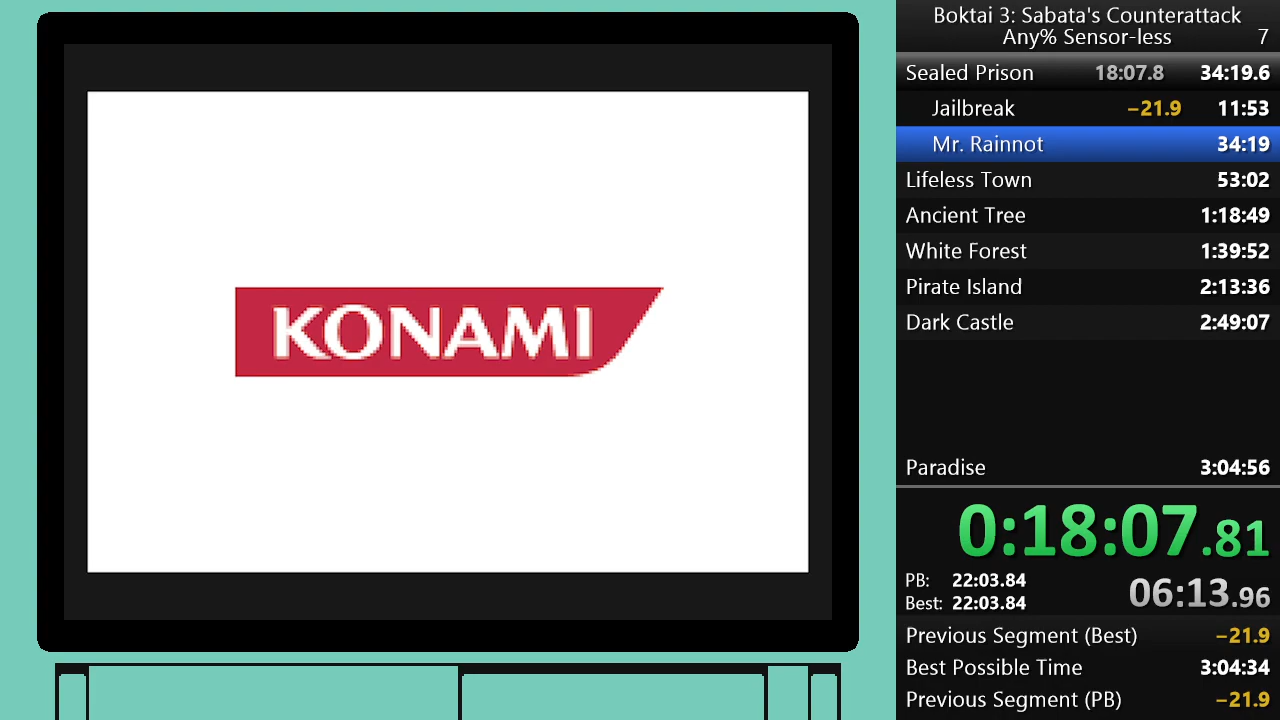 KONAMI
Boktai 3: Sabata's Counterattack
Any% Sensor-less 7
Sealed Prison 18:07.8 34:19.6
Jailbreak −21.9 11:53
Mr. Rainnot 34:19
Lifeless Town 53:02
Ancient Tree 1:18:49
White Forest 1:39:52
Pirate Island 2:13:36
Dark Castle 2:49:07
Paradise 3:04:56
0:18:07.81
PB: 22:03.84
Best: 22:03.84
06:13.96
Previous Segment (Best) −21.9
Best Possible Time 3:04:34
Previous Segment (PB) −21.9